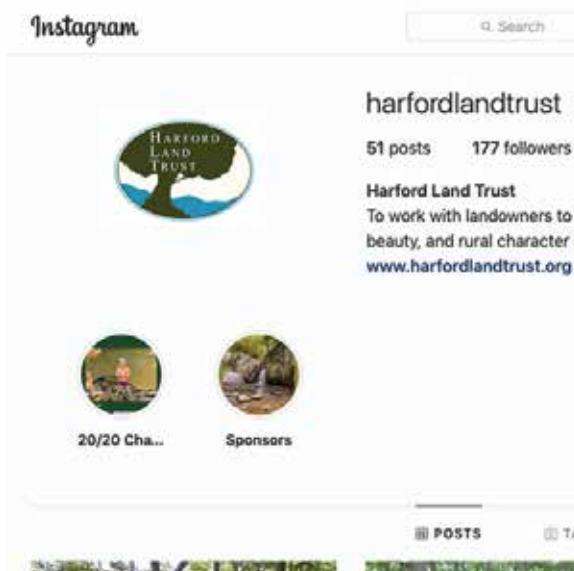 Instagram
Search
harfordlandtrust
51 posts 177 followers
HARFORD
LAND
TRUST
Harford Land Trust
To work with landowners to
beauty, and rural character
www.harfordlandtrust.org
20/20 Cha...
Sponsors
POSTS